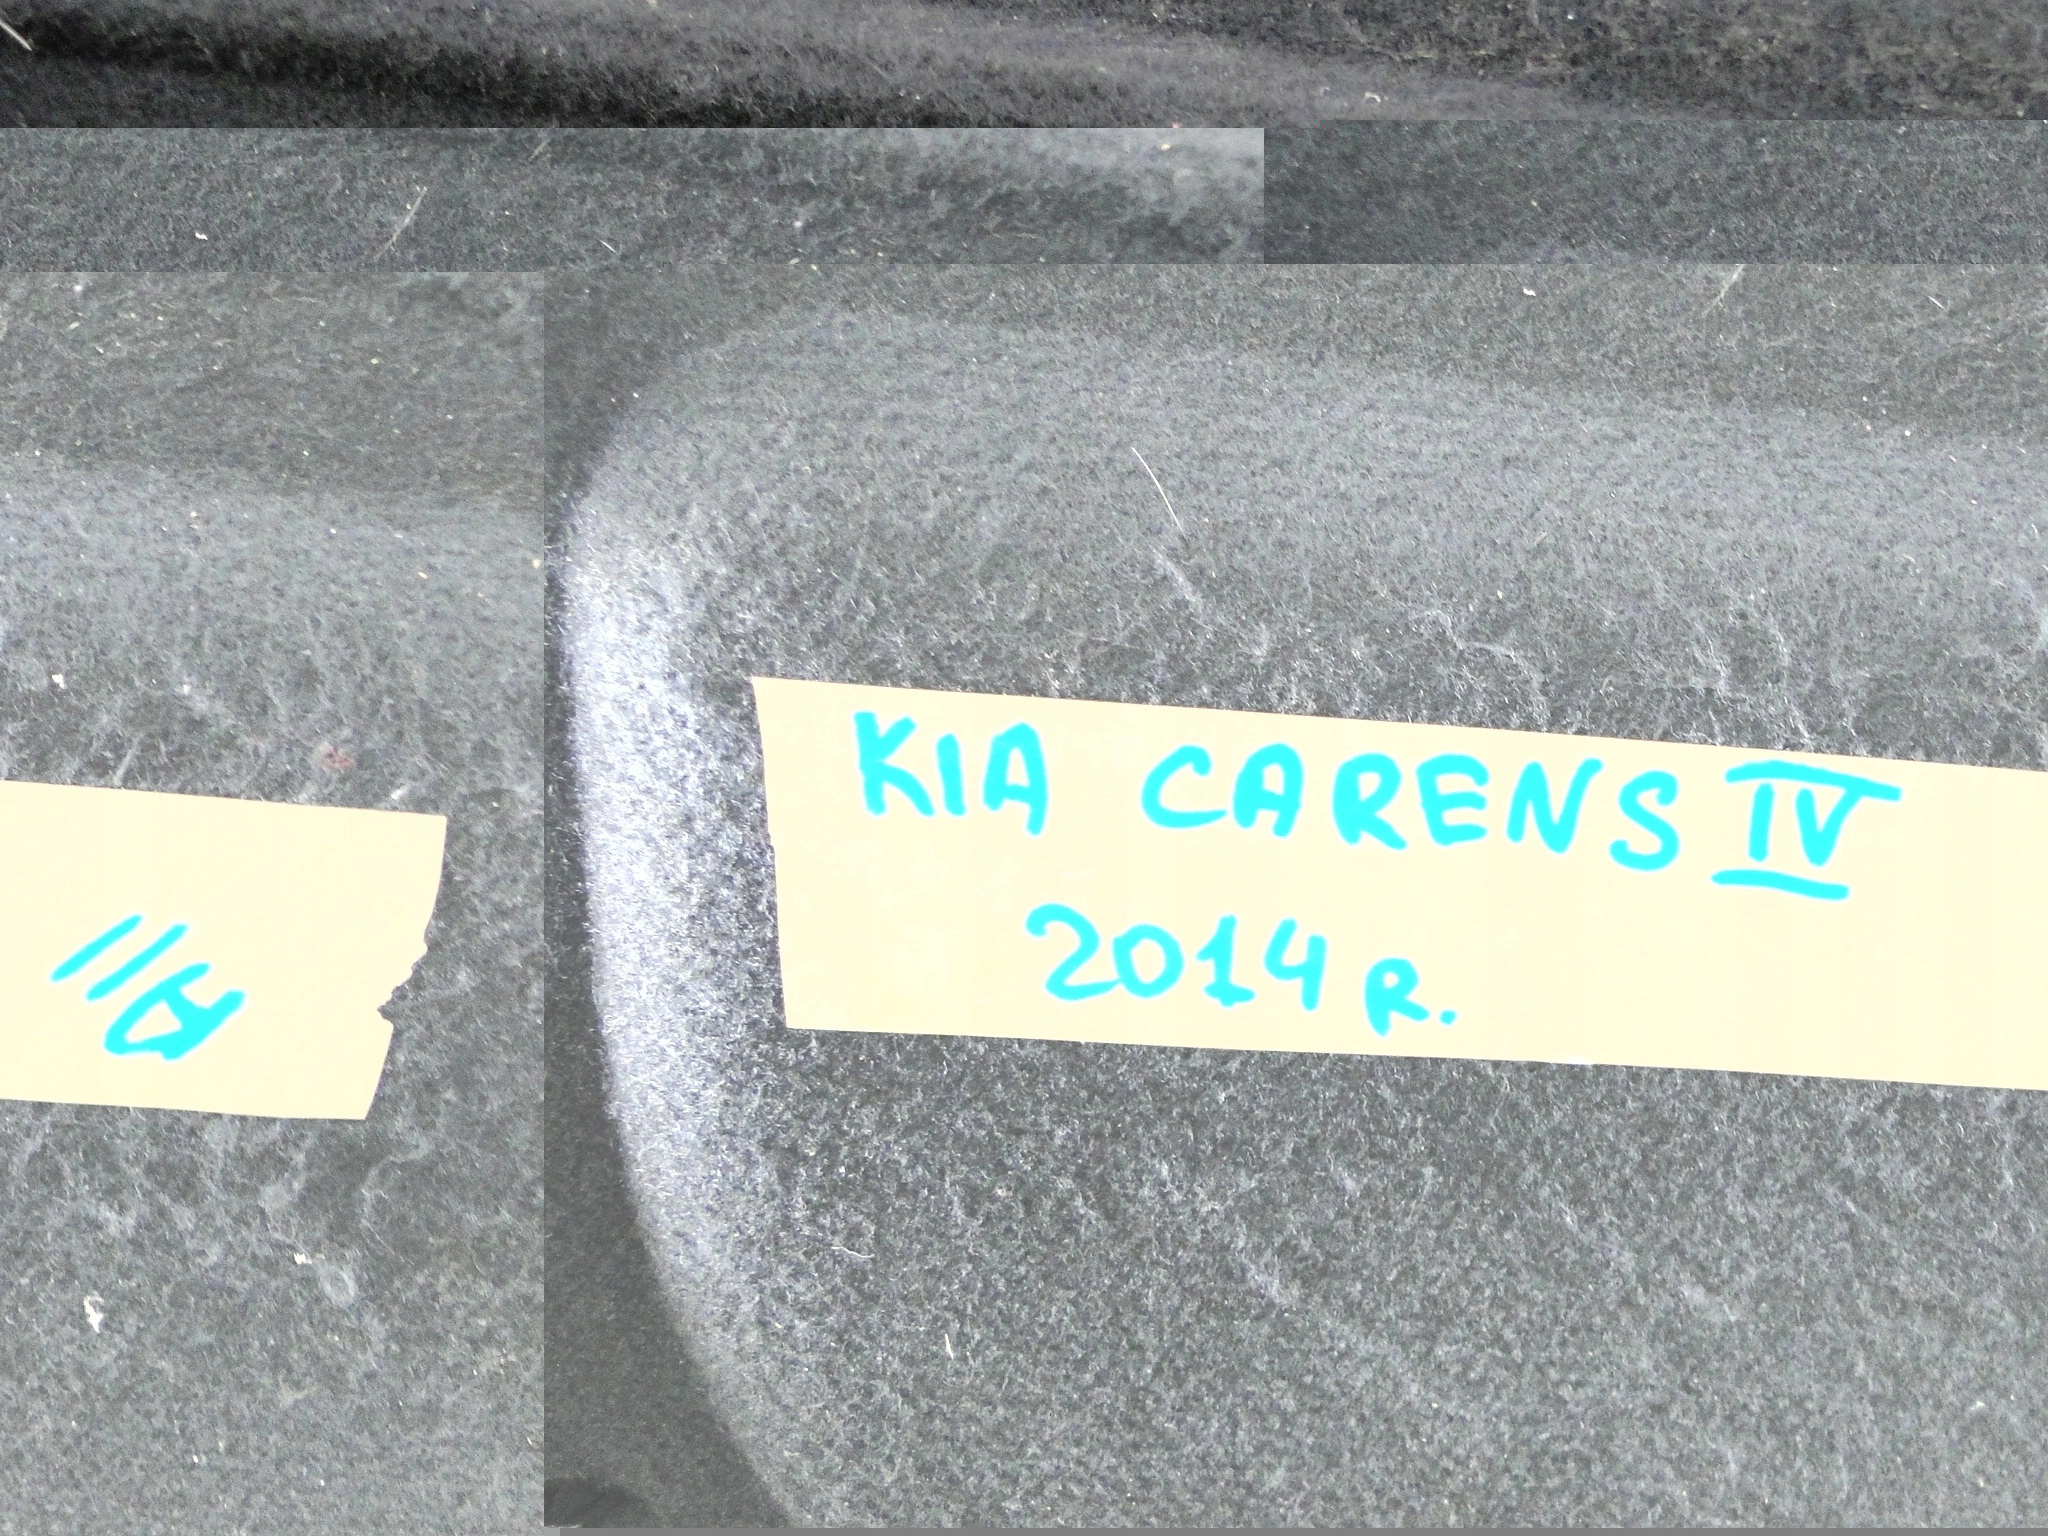 KIA CARENS IV
2014 R.